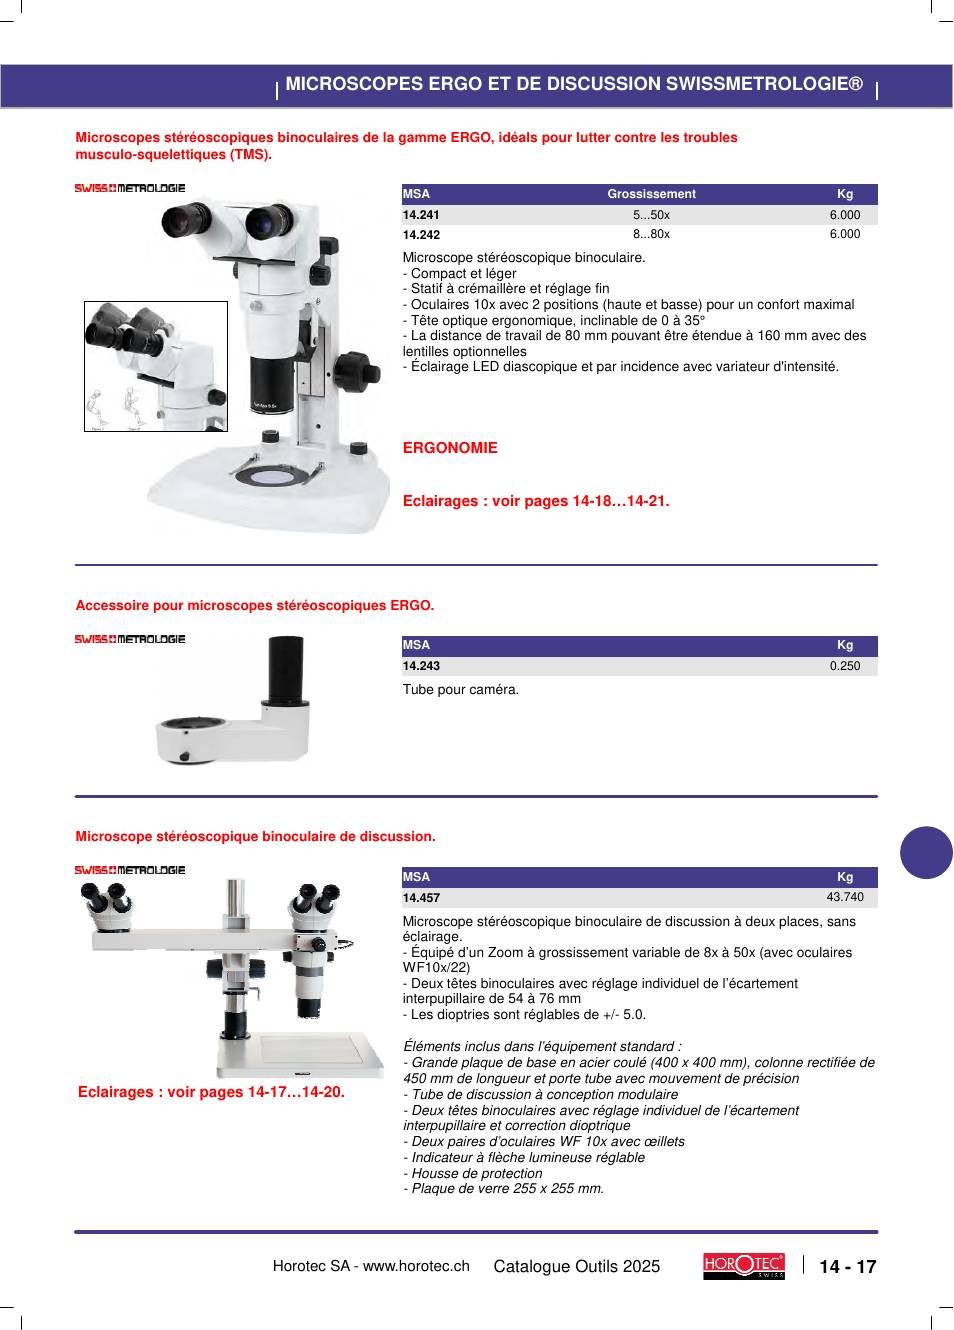 MICROSCOPES ERGO ET DE DISCUSSION SWISSMETROLOGIE®
Microscopes stéréoscopiques binoculaires de la gamme ERGO, idéals pour lutter contre les troubles
musculo-squelettiques (TMS).
SWISS METROLOGIE
MSA Grossissement Kg
14.241 5...50x 6.000
14.242 8...80x 6.000
Microscope stéréoscopique binoculaire.
- Compact et léger
- Statif à crémaillère et réglage fin
- Oculaires 10x avec 2 positions (haute et basse) pour un confort maximal
- Tête optique ergonomique, inclinable de 0 à 35°
- La distance de travail de 80 mm pouvant être étendue à 160 mm avec des
lentilles optionnelles
- Éclairage LED diascopique et par incidence avec variateur d'intensité.
ERGONOMIE
Eclairages : voir pages 14-18…14-21.
Accessoire pour microscopes stéréoscopiques ERGO.
SWISS METROLOGIE
MSA Kg
14.243 0.250
Tube pour caméra.
Microscope stéréoscopique binoculaire de discussion.
SWISS METROLOGIE
MSA Kg
14.457 43.740
Microscope stéréoscopique binoculaire de discussion à deux places, sans
éclairage.
- Équipé d’un Zoom à grossissement variable de 8x à 50x (avec oculaires
WF10x/22)
- Deux têtes binoculaires avec réglage individuel de l’écartement
interpupillaire de 54 à 76 mm
- Les dioptries sont réglables de +/- 5.0.
Éléments inclus dans l’équipement standard :
- Grande plaque de base en acier coulé (400 x 400 mm), colonne rectifiée de
450 mm de longueur et porte tube avec mouvement de précision
- Tube de discussion à conception modulaire
- Deux têtes binoculaires avec réglage individuel de l’écartement
interpupillaire et correction dioptrique
- Deux paires d’oculaires WF 10x avec œillets
- Indicateur à flèche lumineuse réglable
- Housse de protection
- Plaque de verre 255 x 255 mm.
Eclairages : voir pages 14-17…14-20.
Horotec SA - www.horotec.ch Catalogue Outils 2025 HOROTEC SWISS 14 - 17